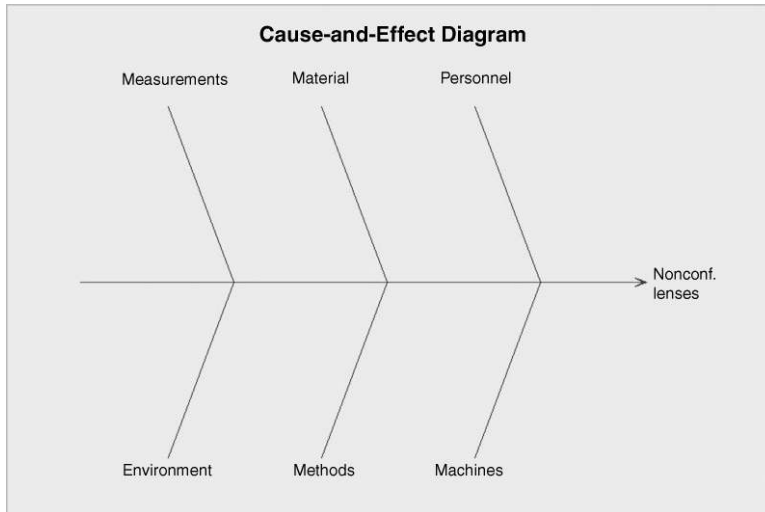 Cause-and-Effect Diagram
Measurements
Material
Personnel
Nonconf.
lenses
Environment
Methods
Machines